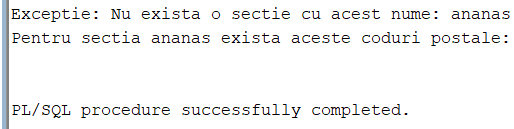 Exceptie: Nu exista o sectie cu acest nume: ananas
Pentru sectia ananas exista aceste coduri postale:
PL/SQL procedure successfully completed.